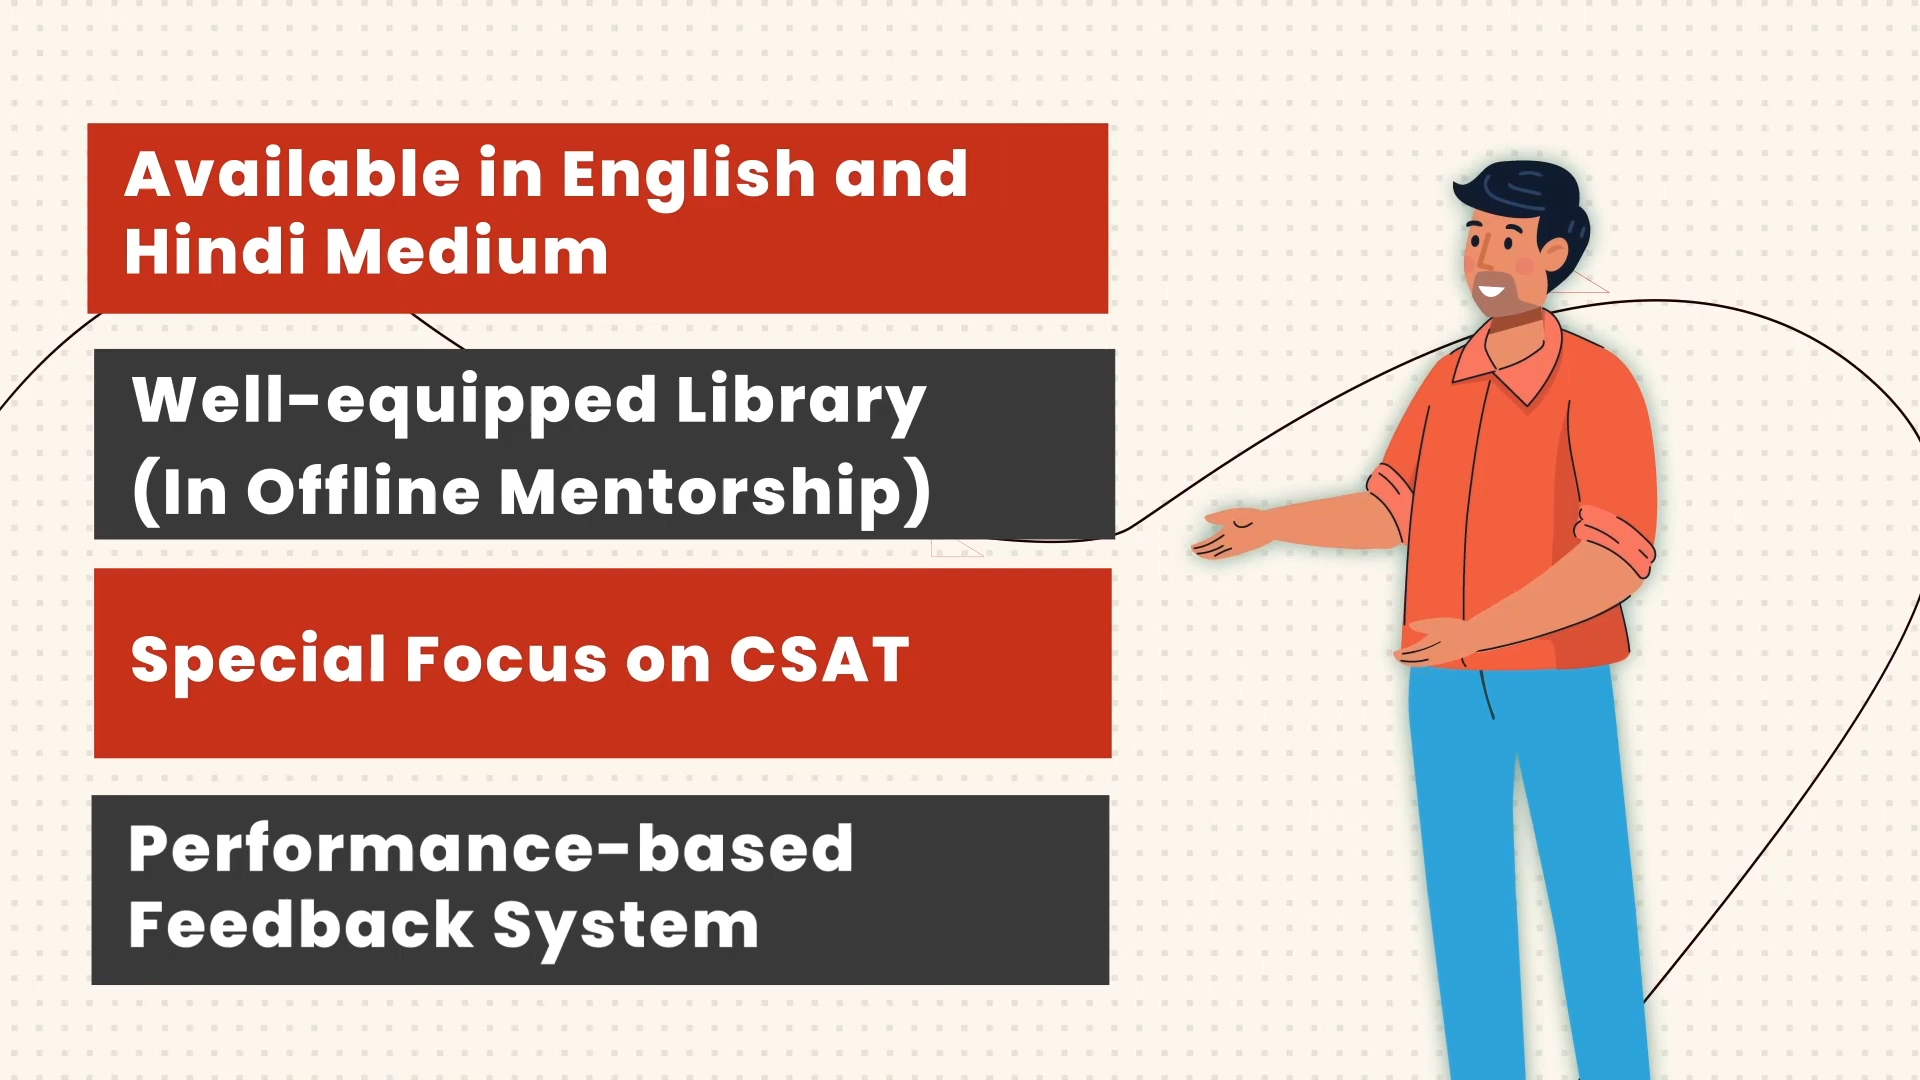 Available in English and
Hindi Medium
Well-equipped Library
(In Offline Mentorship)
Special Focus on CSAT
Performance-based
Feedback System